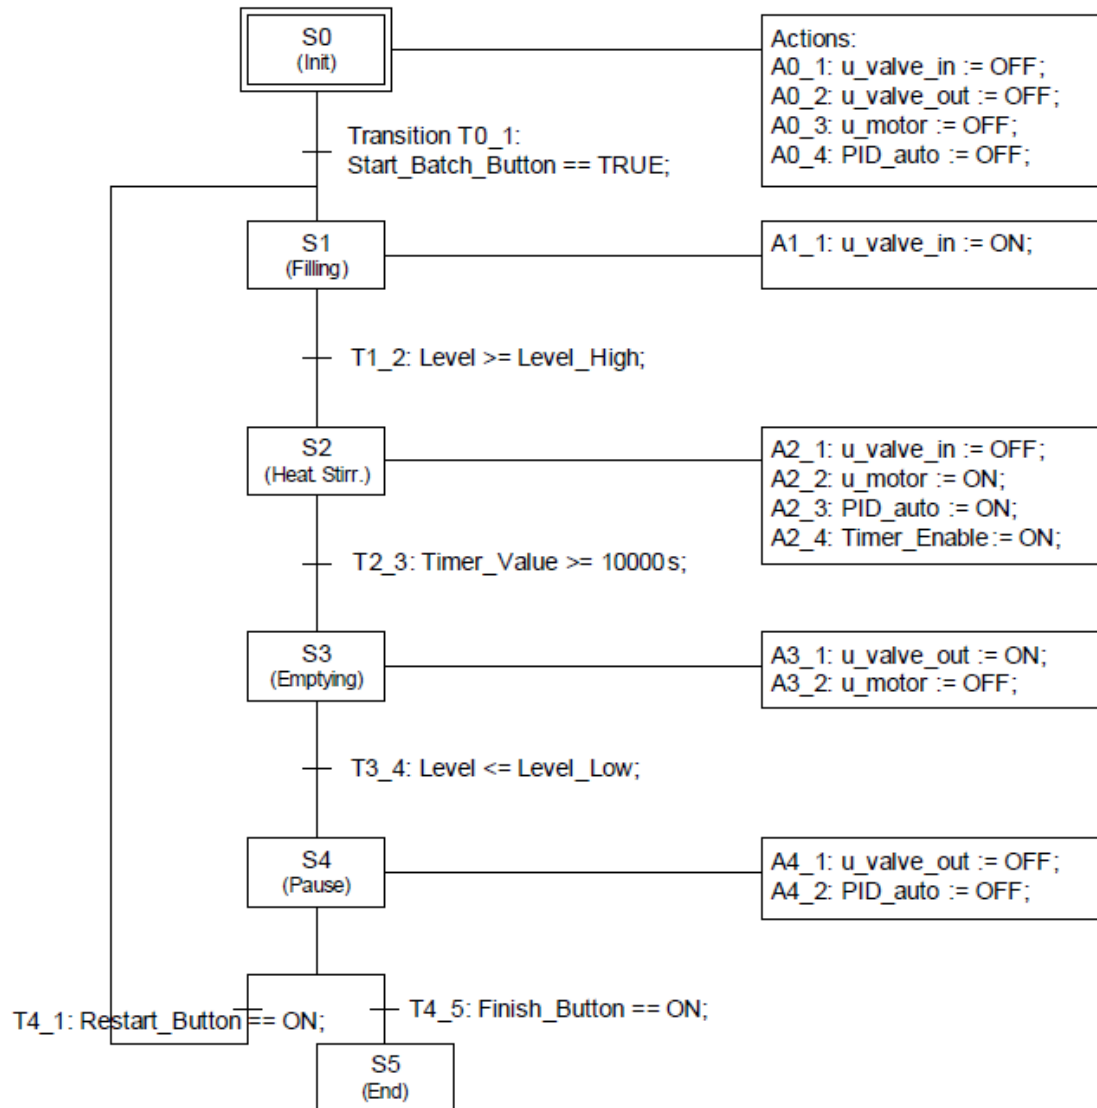 S0
(Init)
Actions:
A0_1: u_valve_in := OFF;
A0_2: u_valve_out := OFF;
A0_3: u_motor := OFF;
A0_4: PID_auto := OFF;
Transition T0_1:
Start_Batch_Button == TRUE;
S1
(Filling)
A1_1: u_valve_in := ON;
T1_2: Level >= Level_High;
S2
(Heat. Stirr.)
A2_1: u_valve_in := OFF;
A2_2: u_motor := ON;
A2_3: PID_auto := ON;
A2_4: Timer_Enable := ON;
T2_3: Timer_Value >= 10000s;
S3
(Emptying)
A3_1: u_valve_out := ON;
A3_2: u_motor := OFF;
T3_4: Level <= Level_Low;
S4
(Pause)
A4_1: u_valve_out := OFF;
A4_2: PID_auto := OFF;
T4_1: Restart_Button == ON;
T4_5: Finish_Button == ON;
S5
(End)